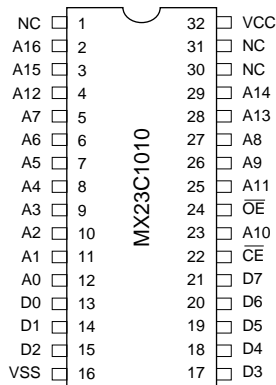 NC 1 32 VCC
A16 2 31 NC
A15 3 30 NC
A12 4 29 A14
A7 5 28 A13
A6 6 27 A8
A5 7 26 A9
A4 8 25 A11
A3 9 24 OE
A2 10 23 A10
A1 11 22 CE
A0 12 21 D7
D0 13 20 D6
D1 14 19 D5
D2 15 18 D4
VSS 16 17 D3
MX23C1010